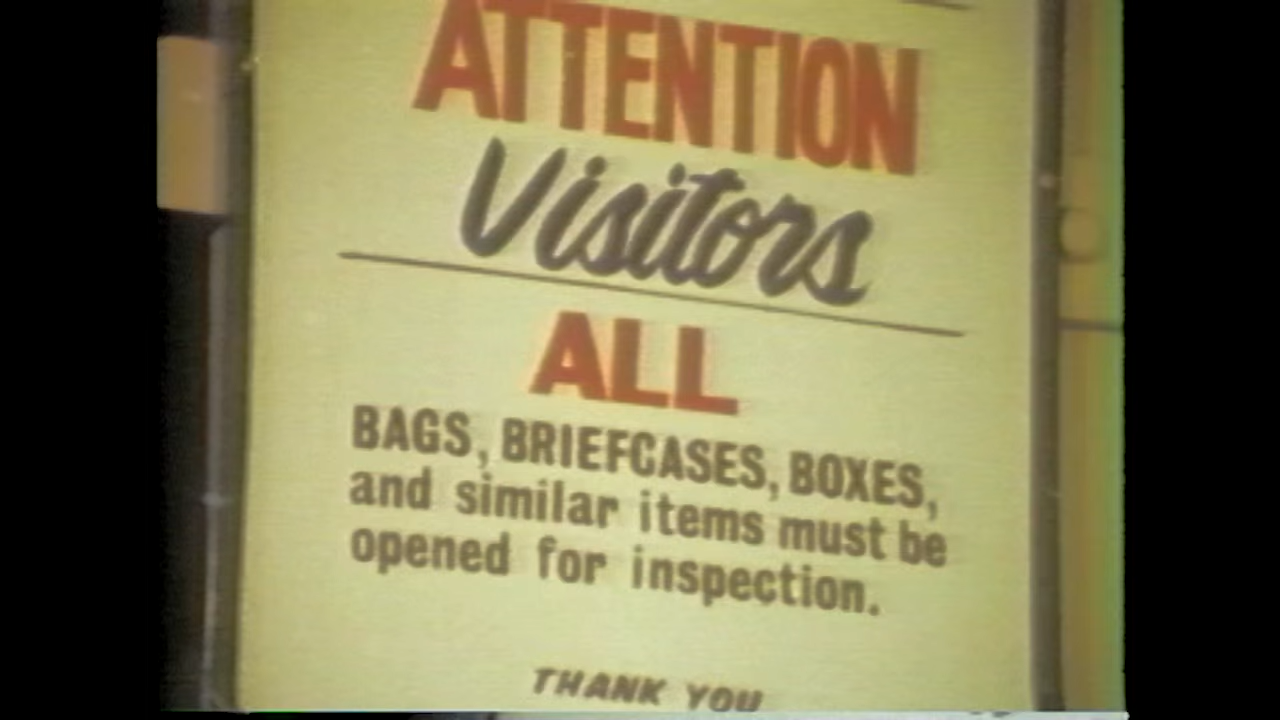 ATTENTION
Visitors
ALL
BAGS, BRIEFCASES, BOXES,
and similar items must be
opened for inspection.
THANK YOU